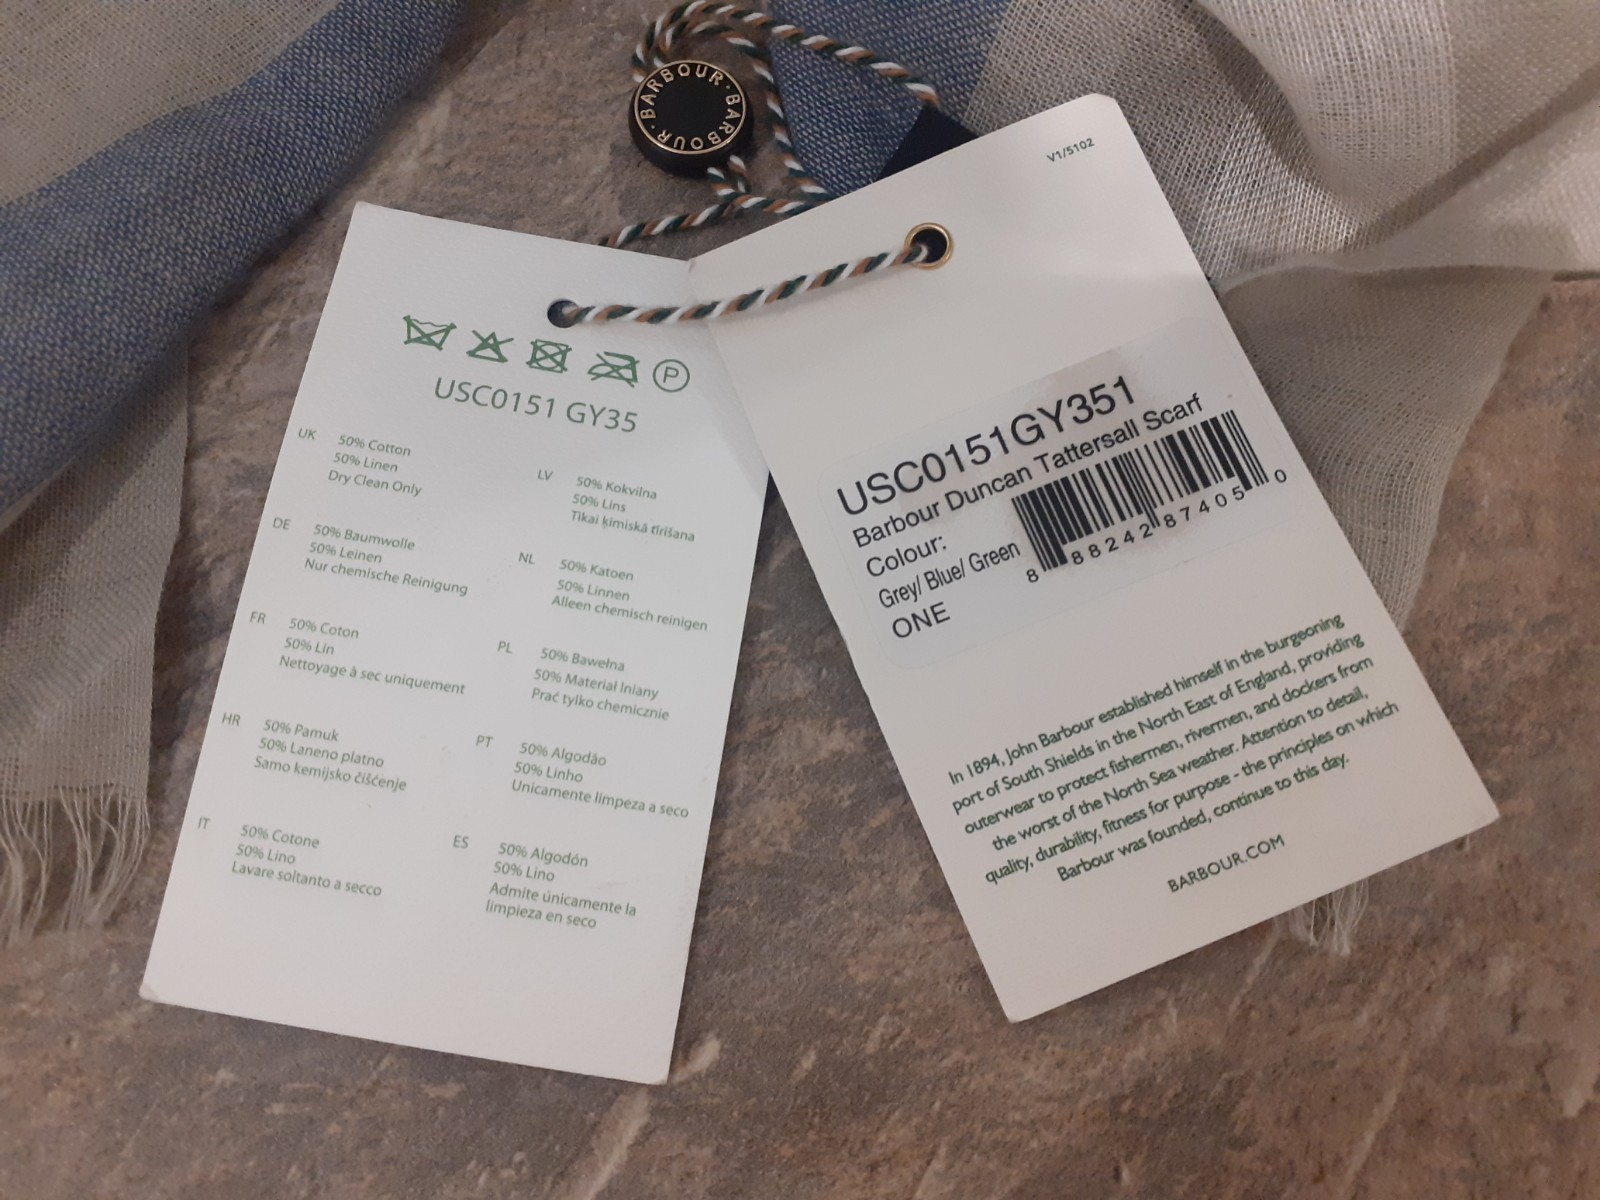 BARBOUR · BARBOUR · BARBOUR ·
P
USC0151 GY35
UK
50% Cotton
50% Linen
Dry Clean Only
DE
50% Baumwolle
50% Leinen
Nur chemische Reinigung
FR
50% Coton
50% Lin
Nettoyage à sec uniquement
HR
50% Pamuk
50% Laneno platno
Samo kemijsko čišćenje
IT
50% Cotone
50% Lino
Lavare soltanto a secco
LV
50% Kokvilna
50% Lins
Tikai ķīmiskā tīrīšana
NL
50% Katoen
50% Linnen
Alleen chemisch reinigen
PL
50% Bawełna
50% Materiał lniany
Prać tylko chemicznie
PT
50% Algodão
50% Linho
Unicamente limpeza a seco
ES
50% Algodón
50% Lino
Admite únicamente la
limpieza en seco
V1/5102
USC0151GY351
Barbour Duncan Tattersall Scarf
Colour:
Grey/ Blue/ Green
ONE
8 88242 87405 0
In 1894, John Barbour established himself in the burgeoning
port of South Shields in the North East of England, providing
outerwear to protect fishermen, rivermen, and dockers from
the worst of the North Sea weather. Attention to detail,
quality, durability, fitness for purpose - the principles on which
Barbour was founded, continue to this day.
BARBOUR.COM